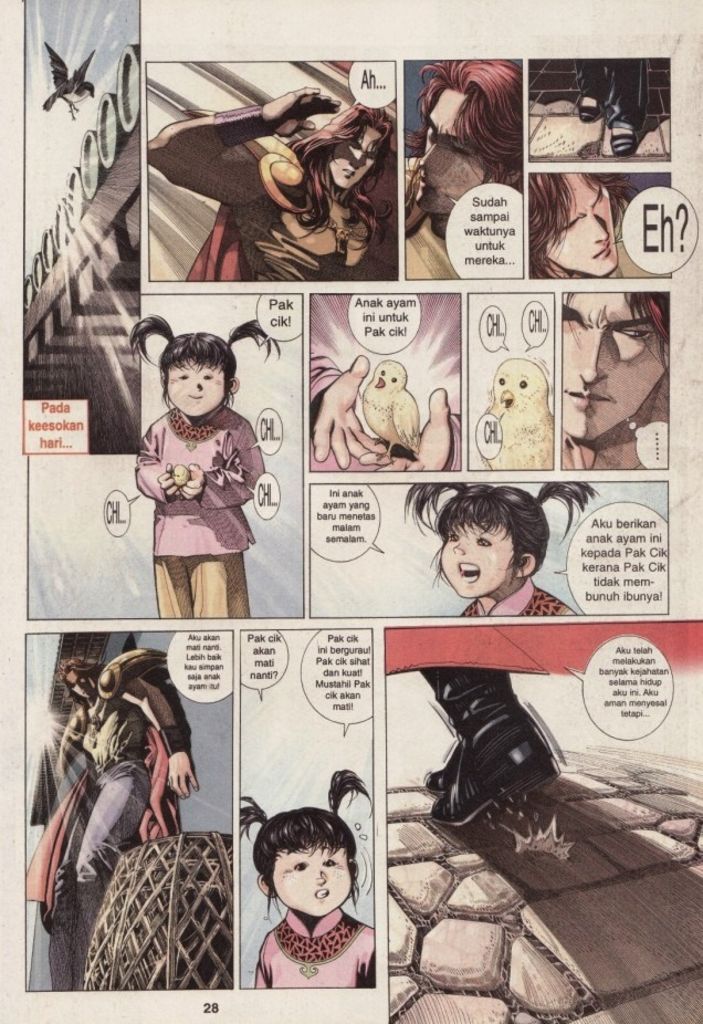 Pada
keesokan
hari...
Ah...
Sudah
sampai
waktunya
untuk
mereka...
Eh?
Pak
cik!
CHI...
CHI...
CHI...
Anak ayam
ini untuk
Pak cik!
CHI..
CHI..
CHI..
......
Ini anak
ayam yang
baru menetas
malam
semalam.
Aku berikan
anak ayam ini
kepada Pak Cik
kerana Pak Cik
tidak mem-
bunuh ibunya!
Aku akan
mati nanti.
Lebih baik
kau simpan
saja anak
ayam itu!
Pak cik
akan
mati
nanti?
Pak cik
ini bergurau!
Pak cik sihat
dan kuat!
Mustahil Pak
cik akan
mati!
Aku telah
melakukan
banyak kejahatan
selama hidup
aku ini. Aku
aman menyesal
tetapi...
28